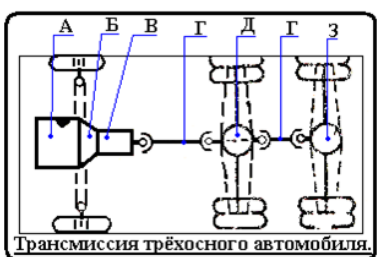 А Б В Г Д Г З
Трансмиссия трёхосного автомобиля.